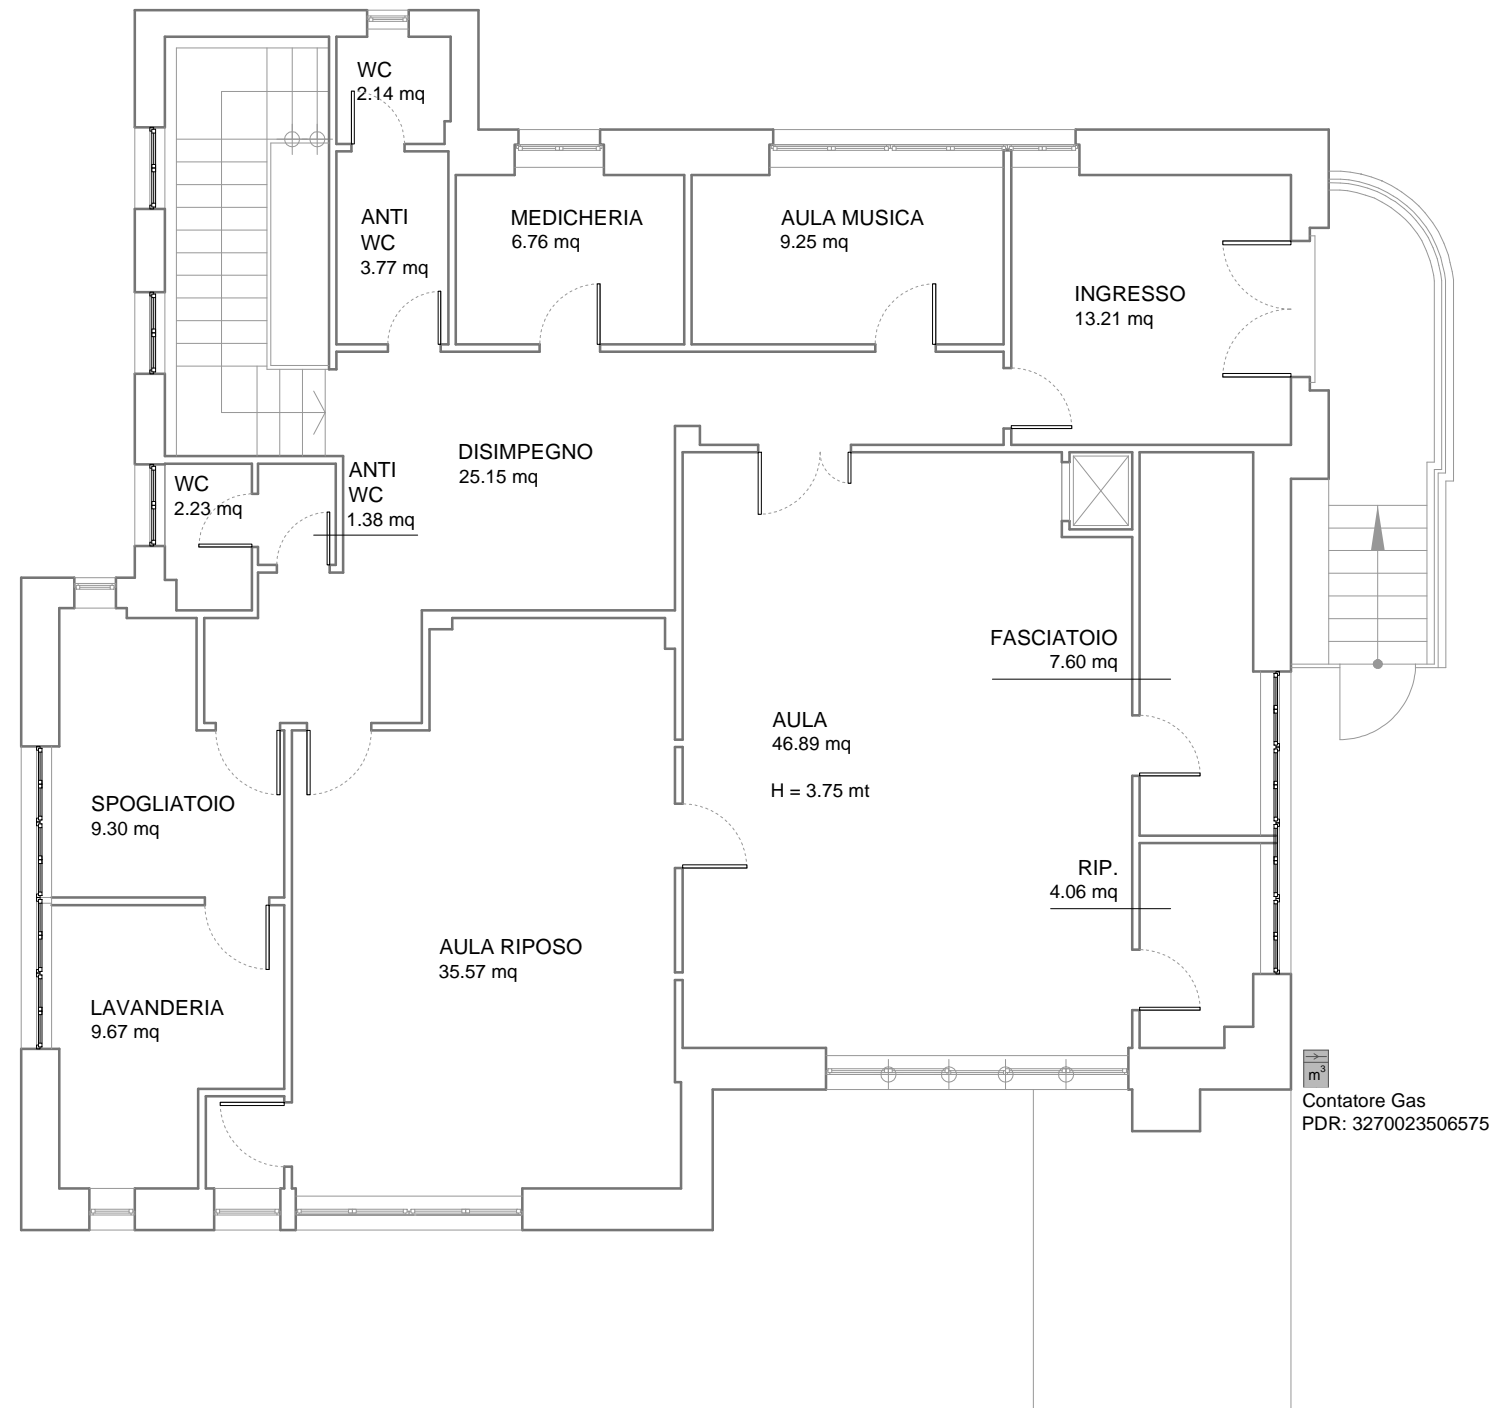 WC
2.14 mq
ANTI
WC
3.77 mq
MEDICHERIA
6.76 mq
AULA MUSICA
9.25 mq
INGRESSO
13.21 mq
DISIMPEGNO
25.15 mq
ANTI
WC
1.38 mq
WC
2.23 mq
FASCIATOIO
7.60 mq
AULA
46.89 mq
H = 3.75 mt
SPOGLIATOIO
9.30 mq
RIP.
4.06 mq
AULA RIPOSO
35.57 mq
LAVANDERIA
9.67 mq
m³
Contatore Gas
PDR: 3270023506575